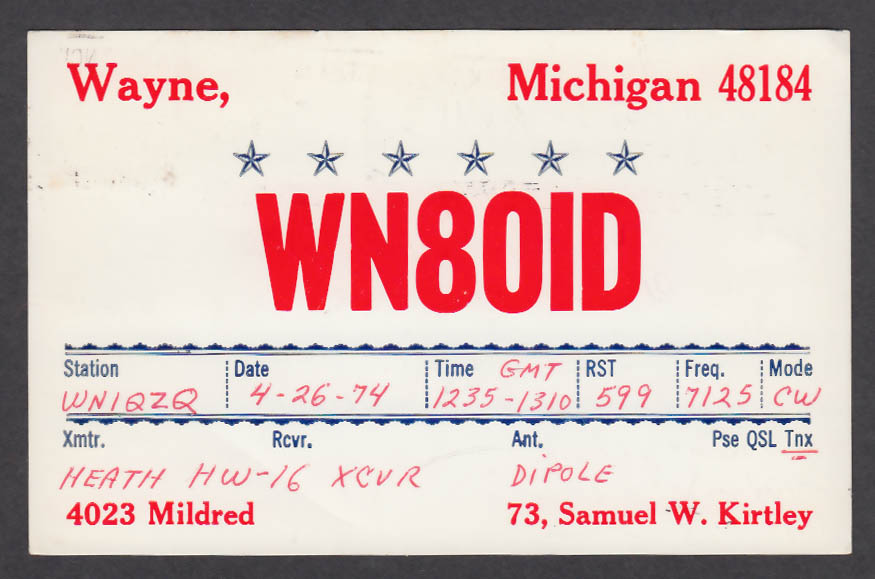 Wayne, Michigan 48184
WN8OID
Station Date Time GMT RST Freq. Mode
WN1QZQ 4-26-74 1235-1310 599 7125 CW
Xmtr. Rcvr. Ant. Pse QSL Tnx
HEATH HW-16 XCVR DIPOLE
4023 Mildred 73, Samuel W. Kirtley